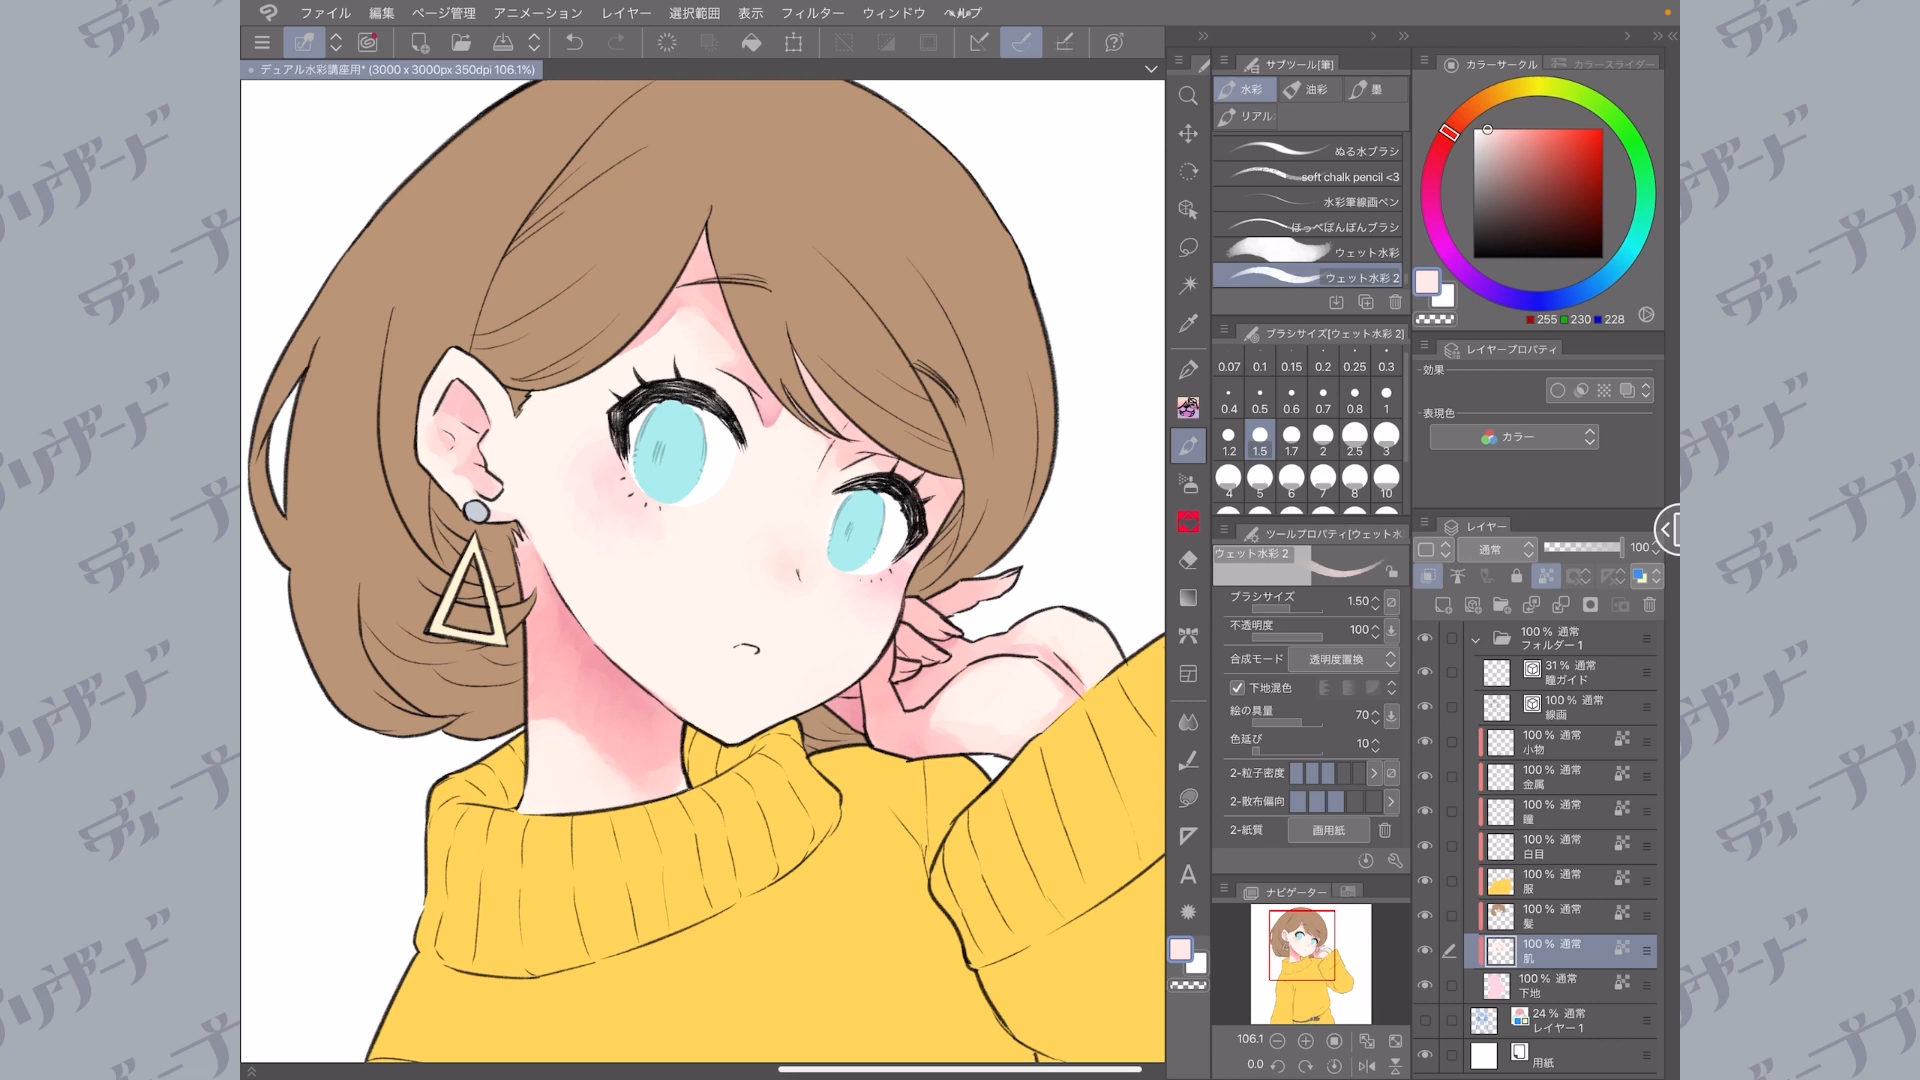 ファイル 編集 ページ管理 アニメーション レイヤー 選択範囲 表示 フィルター ウィンドウ ヘルプ
デュアル水彩講座用* (3000 x 3000px 350dpi 106.1%)
サブツール[筆]
水彩 油彩 墨
リアル
ぬる水ブラシ
soft chalk pencil <3
水彩筆線画ペン
ほっぺぽんぽんブラシ
ウェット水彩
ウェット水彩 2
ブラシサイズ[ウェット水彩 2]
0.07 0.1 0.15 0.2 0.25 0.3
0.4 0.5 0.6 0.7 0.8 1
1.2 1.5 1.7 2 2.5 3
4 5 6 7 8 10
ツールプロパティ[ウェット水
ウェット水彩 2
ブラシサイズ 1.50
不透明度 100
合成モード 透明度置換
下地混色
絵の具量 70
色延び 10
2-粒子密度
2-散布偏向
2-紙質 画用紙
ナビゲーター
106.1
0.0
カラーサークル カラースライダー
255 230 228
レイヤープロパティ
効果
表現色
カラー
レイヤー
通常 100
100 % 通常
フォルダー 1
31 % 通常
瞳ガイド
100 % 通常
線画
100 % 通常
小物
100 % 通常
金属
100 % 通常
瞳
100 % 通常
白目
100 % 通常
服
100 % 通常
髪
100 % 通常
肌
100 % 通常
下地
24 % 通常
レイヤー 1
用紙
A